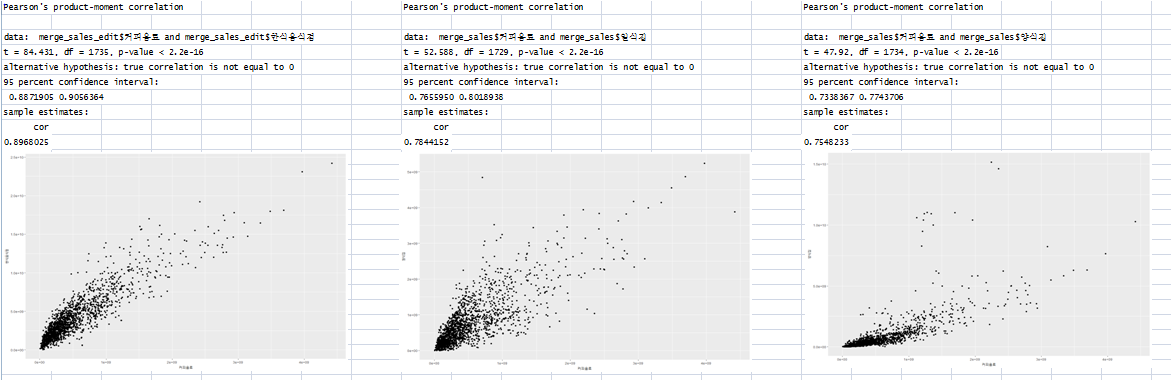 Pearson's product-moment correlation
data:  merge_sales_edit$커피음료 and merge_sales_edit$한식음식점
t = 84.431, df = 1735, p-value < 2.2e-16
alternative hypothesis: true correlation is not equal to 0
95 percent confidence interval:
 0.8871905 0.9056364
sample estimates:
      cor
0.8968025
Pearson's product-moment correlation
data:  merge_sales$커피음료 and merge_sales$일식집
t = 52.588, df = 1729, p-value < 2.2e-16
alternative hypothesis: true correlation is not equal to 0
95 percent confidence interval:
 0.7655950 0.8018938
sample estimates:
      cor
0.7844152
Pearson's product-moment correlation
data:  merge_sales$커피음료 and merge_sales$양식집
t = 47.92, df = 1734, p-value < 2.2e-16
alternative hypothesis: true correlation is not equal to 0
95 percent confidence interval:
 0.7338367 0.7743706
sample estimates:
      cor
0.7548233